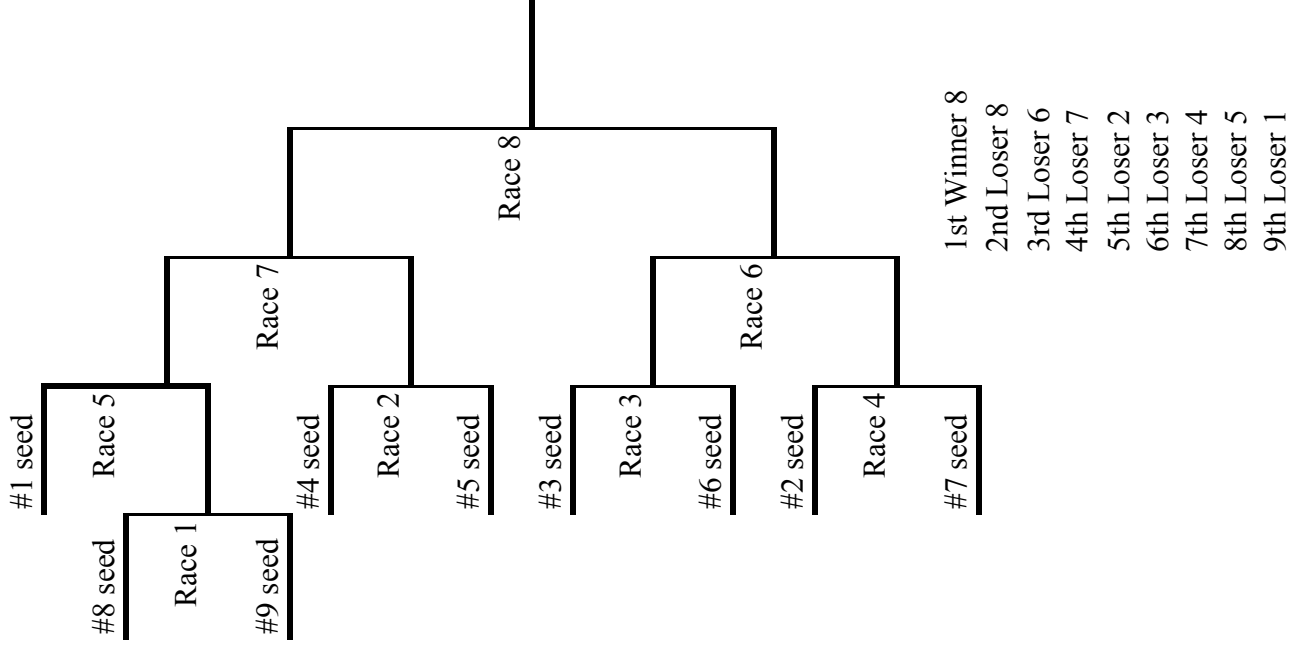 #1 seed
#8 seed
Race 5
Race 1
#9 seed
Race 7
#4 seed
Race 2
#5 seed
Race 8
#3 seed
Race 3
#6 seed
Race 6
#2 seed
Race 4
#7 seed
1st Winner 8
2nd Loser 8
3rd Loser 6
4th Loser 7
5th Loser 2
6th Loser 3
7th Loser 4
8th Loser 5
9th Loser 1